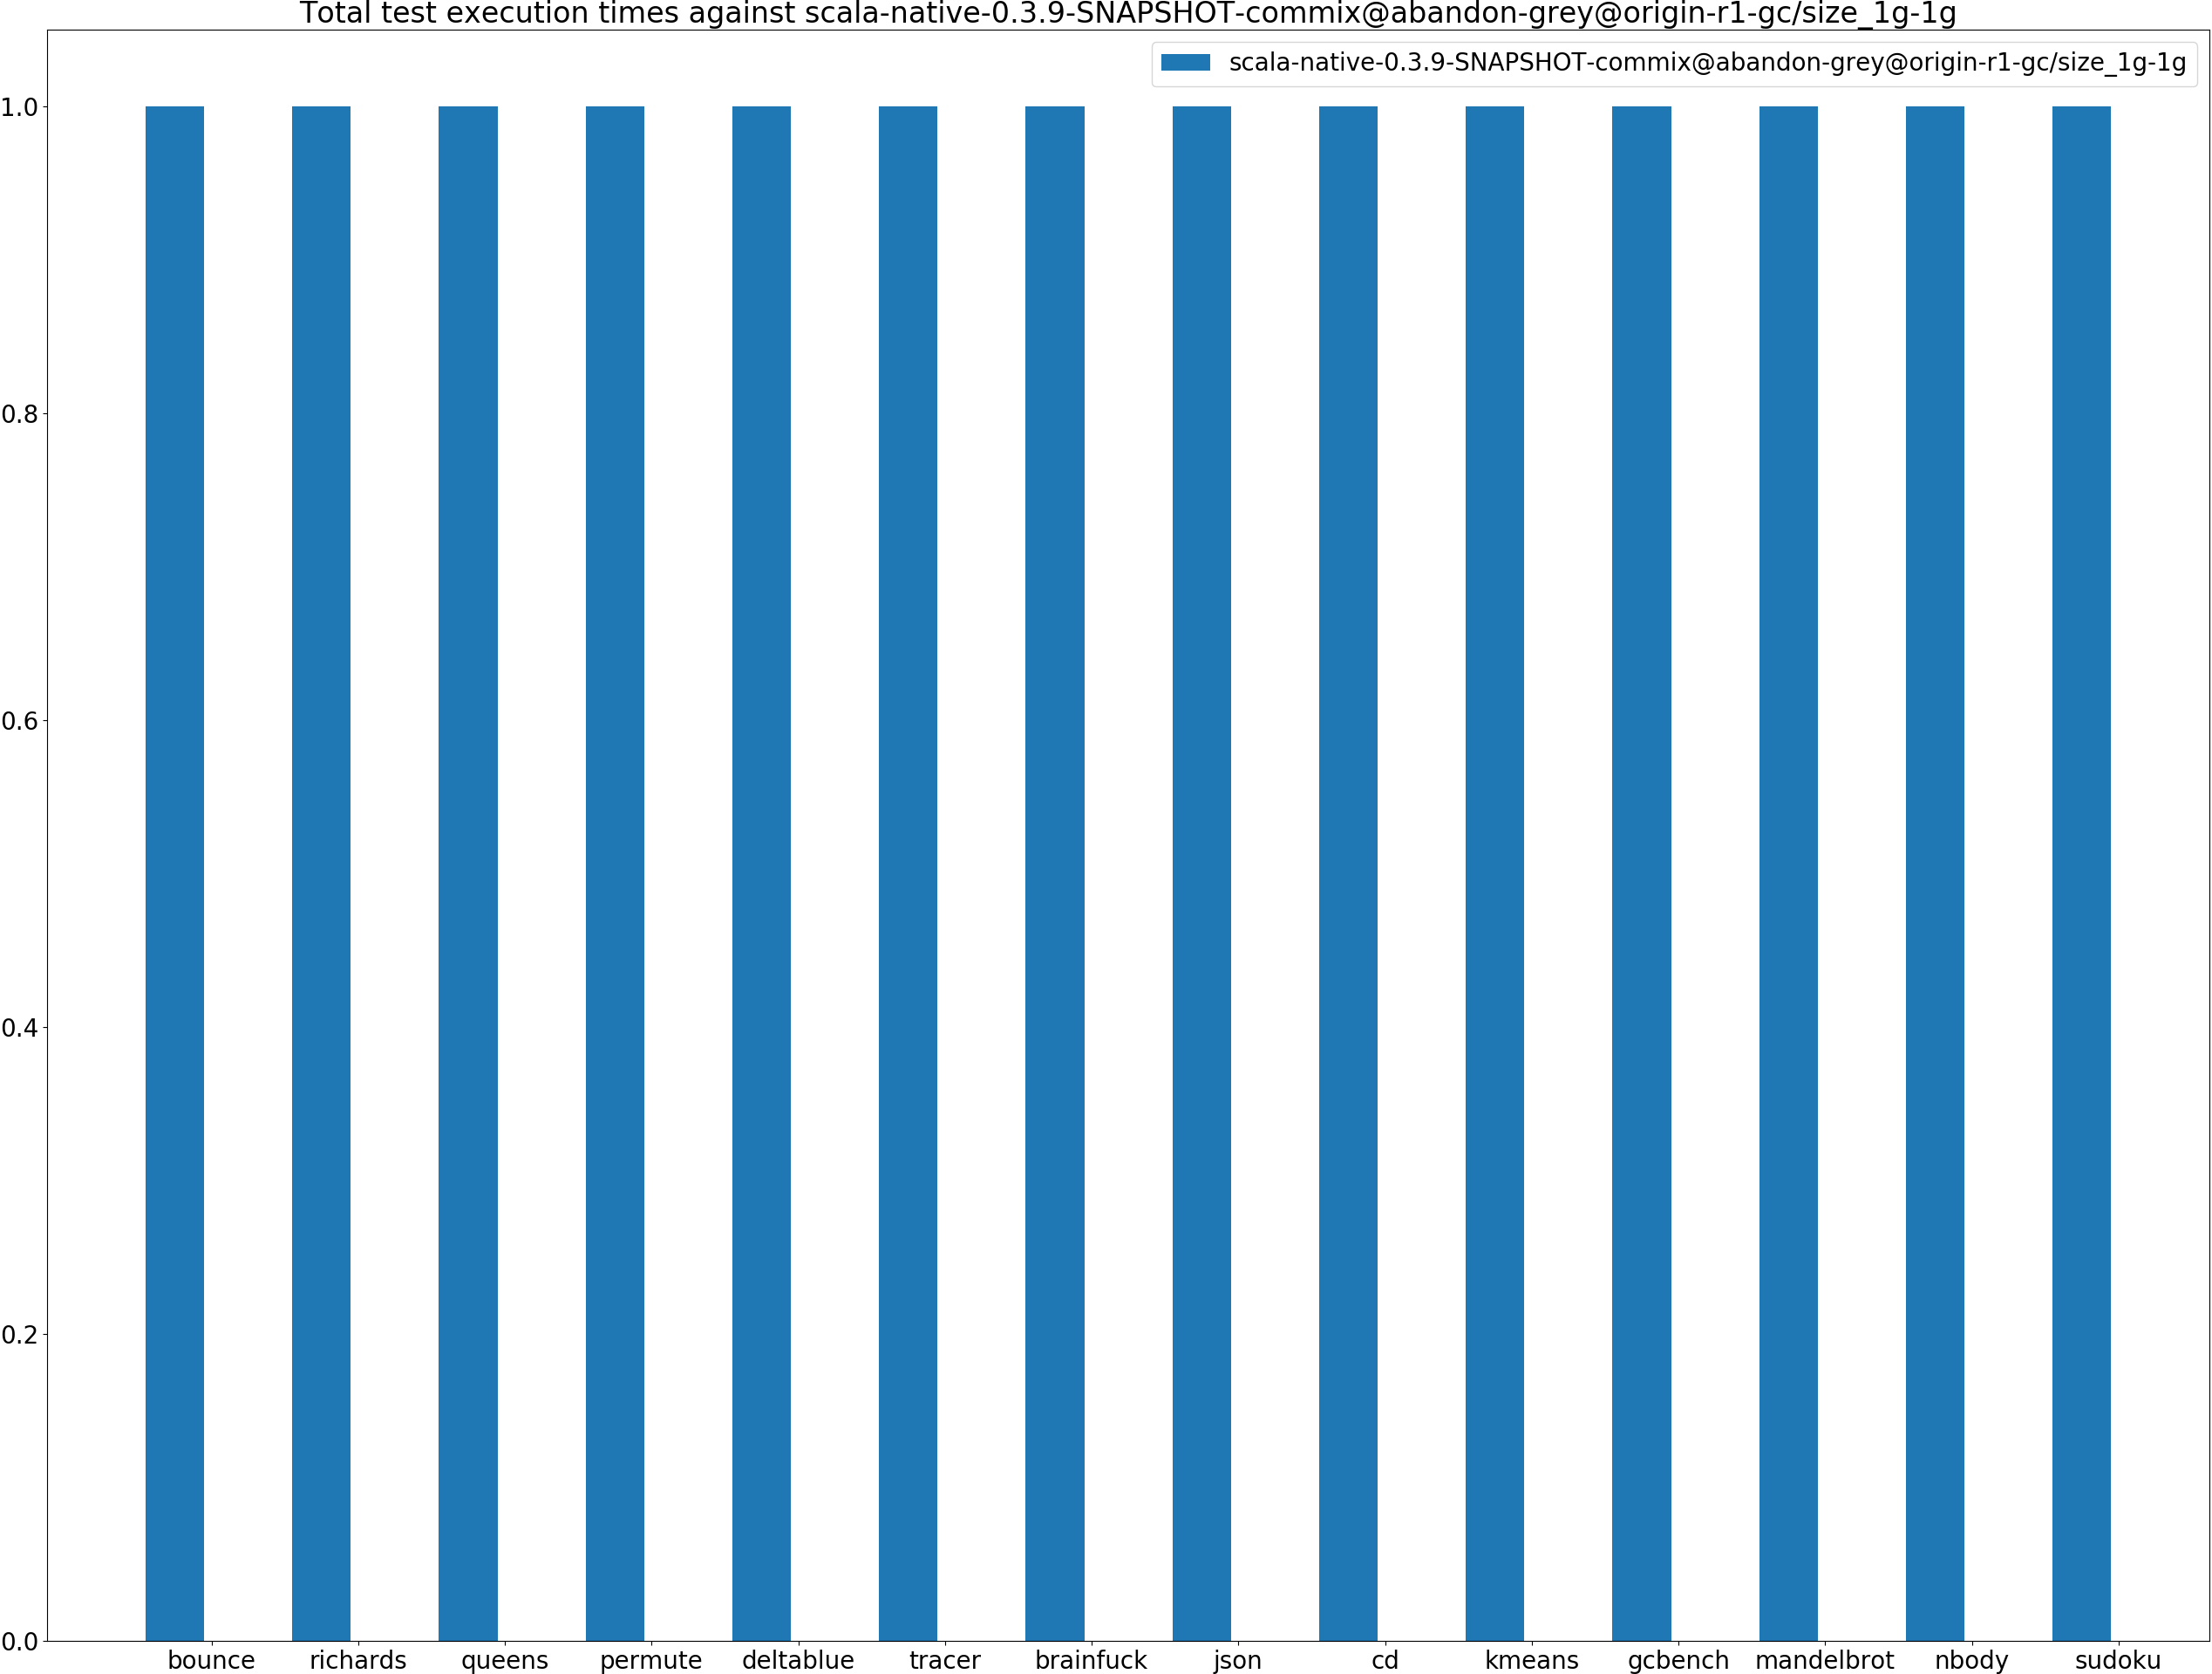 Total test execution times against scala-native-0.3.9-SNAPSHOT-commix@abandon-grey@origin-r1-gc/size_1g-1g
scala-native-0.3.9-SNAPSHOT-commix@abandon-grey@origin-r1-gc/size_1g-1g
1.0
0.8
0.6
0.4
0.2
0.0
bounce richards queens permute deltablue tracer brainfuck json cd kmeans gcbench mandelbrot nbody sudoku